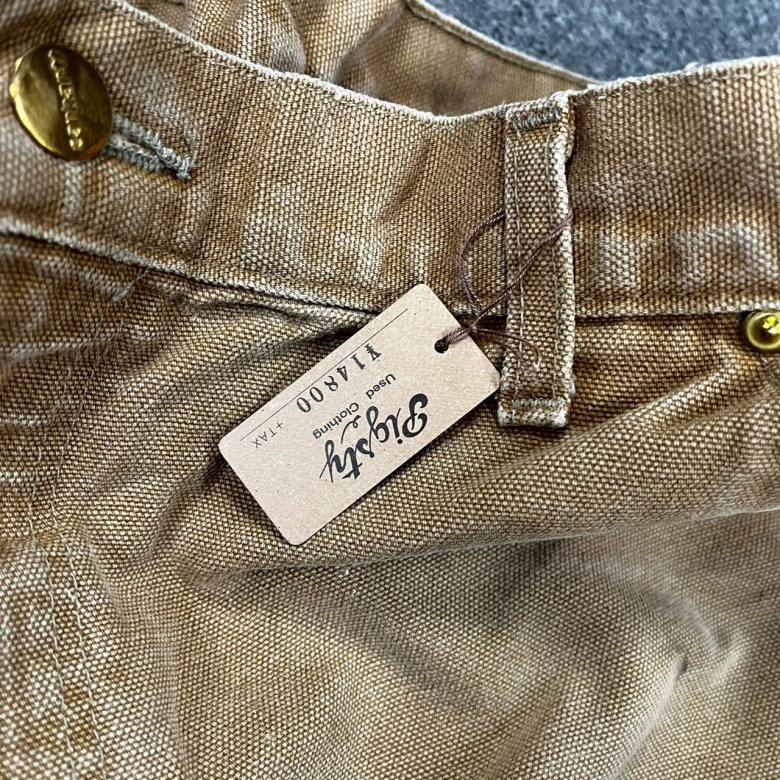 Pigsty
Used Clothing
¥14800
+TAX